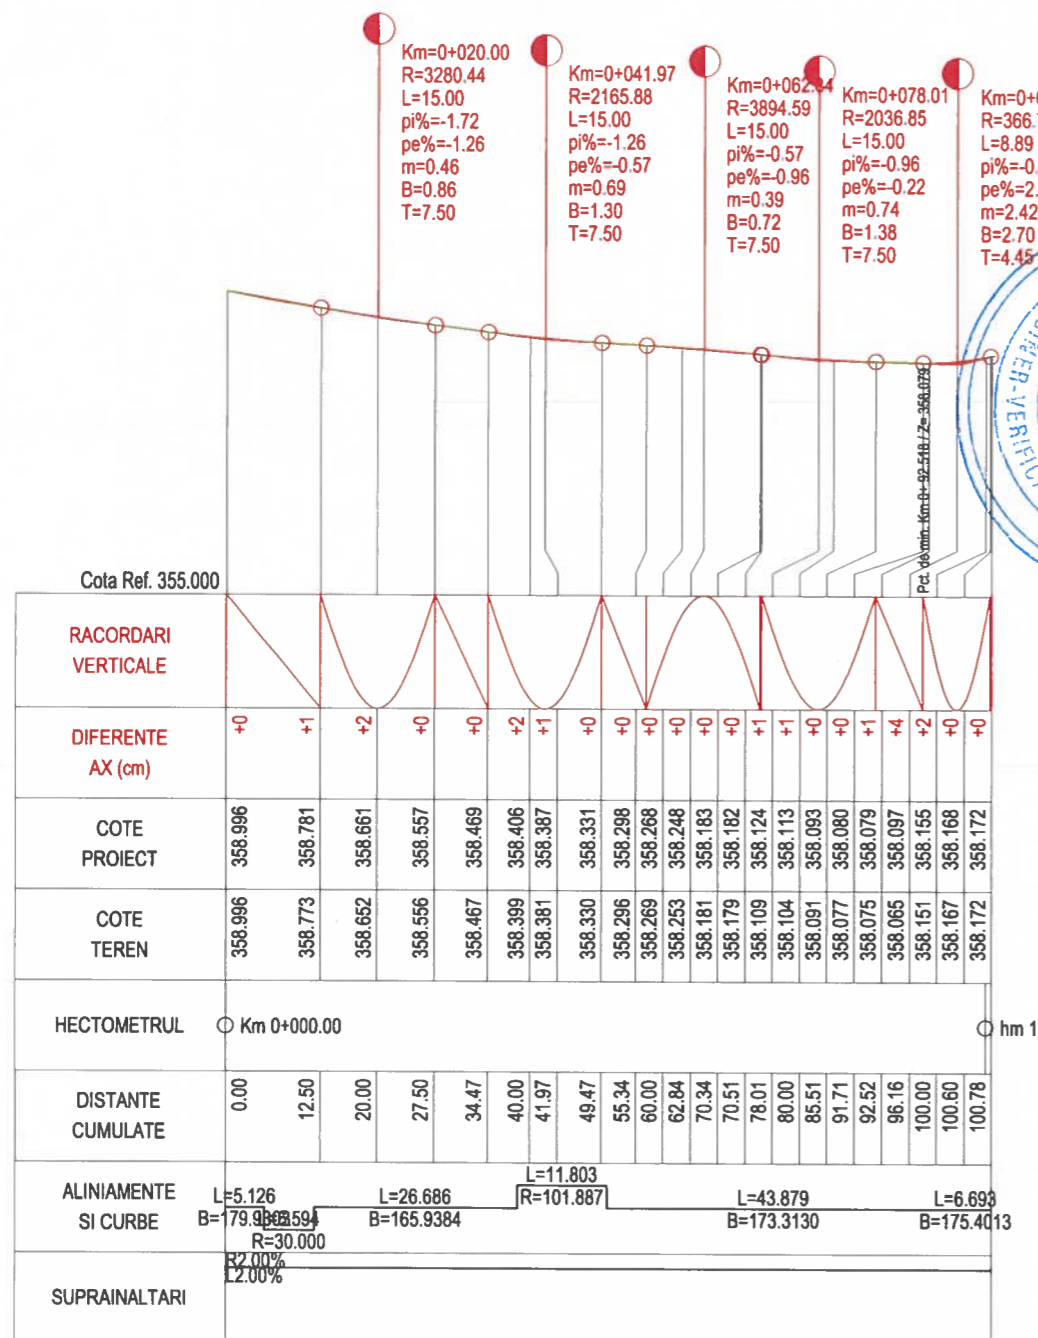 Km=0+020.00
R=3280.44
L=15.00
pi%=-1.72
pe%=-1.26
m=0.46
B=0.86
T=7.50
Km=0+041.97
R=2165.88
L=15.00
pi%=-1.26
pe%=-0.57
m=0.69
B=1.30
T=7.50
R=3894.59
L=15.00
pi%=-0.57
pe%=-0.96
m=0.39
B=0.72
T=7.50
Km=0+078.01
R=2036.85
L=15.00
pi%=-0.96
pe%=-0.22
m=0.74
B=1.38
T=7.50
L=8.89
m=2.42
B=2.70
T=4.45
Pct. de min. Km 0+ 92.518 / Z= 358.079
Cota Ref. 355.000
RACORDARI
VERTICALE
DIFERENTE
AX (cm)
+0 +1 +2 +0 +0 +2 +1 +0 +0 +0 +0 +0 +0 +1 +1 +0 +0 +1 +4 +2 +0 +0
COTE
PROIECT
358.996 358.781 358.661 358.557 358.469 358.406 358.387 358.331 358.298 358.268 358.248 358.183 358.182 358.124 358.113 358.093 358.080 358.079 358.097 358.155 358.168 358.172
COTE
TEREN
358.996 358.773 358.652 358.556 358.467 358.399 358.381 358.330 358.296 358.269 358.253 358.181 358.179 358.109 358.104 358.091 358.077 358.075 358.065 358.151 358.167 358.172
HECTOMETRUL
Km 0+000.00
hm 1
DISTANTE
CUMULATE
0.00 12.50 20.00 27.50 34.47 40.00 41.97 49.47 55.34 60.00 62.84 70.34 70.51 78.01 80.00 85.51 91.71 92.52 96.16 100.00 100.60 100.78
ALINIAMENTE
SI CURBE
L=5.126
R=30.000
L=26.686
B=165.9384
L=11.803
R=101.887
L=43.879
B=173.3130
L=6.693
B=175.4013
SUPRAINALTARI
R2.00%
L2.00%